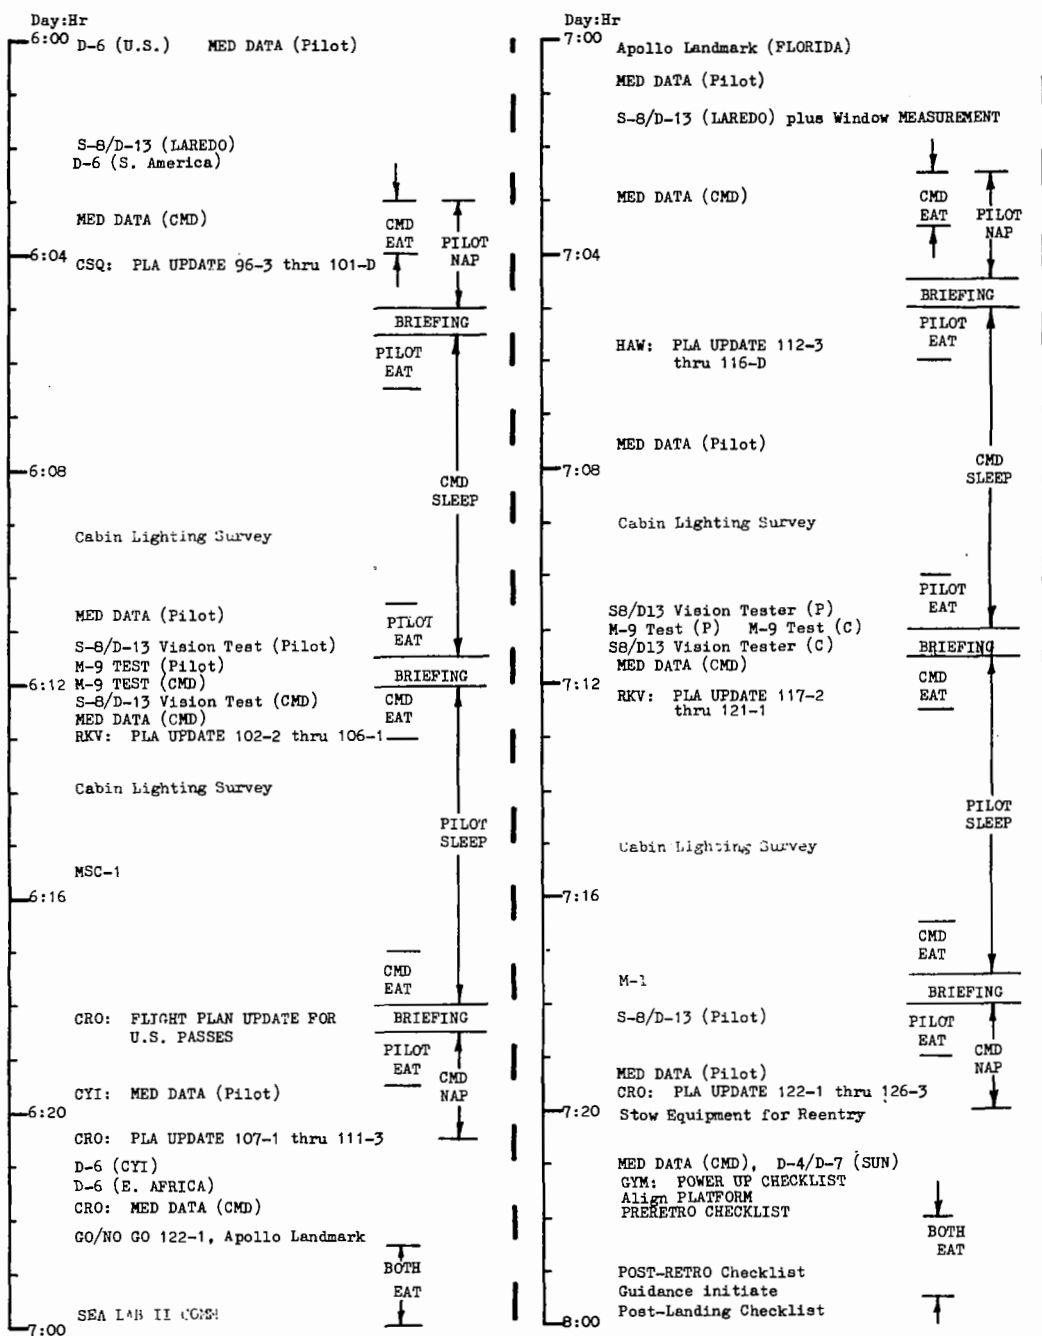 Day:Hr
6:00 D-6 (U.S.) MED DATA (Pilot)
S-8/D-13 (LAREDO)
D-6 (S. America)
MED DATA (CMD)
CMD
EAT
PILOT
NAP
6:04
CSQ: PLA UPDATE 96-3 thru 101-D
BRIEFING
PILOT
EAT
6:08
CMD
SLEEP
Cabin Lighting Survey
MED DATA (Pilot)
PILOT
EAT
S-8/D-13 Vision Test (Pilot)
M-9 TEST (Pilot)
BRIEFING
6:12
M-9 TEST (CMD)
S-8/D-13 Vision Test (CMD)
CMD
EAT
MED DATA (CMD)
RKV: PLA UPDATE 102-2 thru 106-1
Cabin Lighting Survey
PILOT
SLEEP
MSC-1
6:16
CMD
EAT
CRO: FLIGHT PLAN UPDATE FOR
U.S. PASSES
BRIEFING
PILOT
EAT
CMD
NAP
CYI: MED DATA (Pilot)
6:20
CRO: PLA UPDATE 107-1 thru 111-3
D-6 (CYI)
D-6 (E. AFRICA)
CRO: MED DATA (CMD)
GO/NO GO 122-1, Apollo Landmark
BOTH
EAT
SEA LAB II COMM
7:00
Day:Hr
7:00
Apollo Landmark (FLORIDA)
MED DATA (Pilot)
S-8/D-13 (LAREDO) plus Window MEASUREMENT
MED DATA (CMD)
CMD
EAT
PILOT
NAP
7:04
BRIEFING
PILOT
EAT
HAW: PLA UPDATE 112-3
thru 116-D
MED DATA (Pilot)
7:08
CMD
SLEEP
Cabin Lighting Survey
PILOT
EAT
S8/D13 Vision Tester (P)
M-9 Test (P) M-9 Test (C)
S8/D13 Vision Tester (C)
BRIEFING
MED DATA (CMD)
7:12
CMD
EAT
RKV: PLA UPDATE 117-2
thru 121-1
PILOT
SLEEP
Cabin Lighting Survey
7:16
CMD
EAT
M-1
BRIEFING
S-8/D-13 (Pilot)
PILOT
EAT
CMD
NAP
MED DATA (Pilot)
CRO: PLA UPDATE 122-1 thru 126-3
7:20
Stow Equipment for Reentry
MED DATA (CMD), D-4/D-7 (SUN)
GYM: POWER UP CHECKLIST
Align PLATFORM
PRERETRO CHECKLIST
BOTH
EAT
POST-RETRO Checklist
Guidance initiate
Post-Landing Checklist
8:00